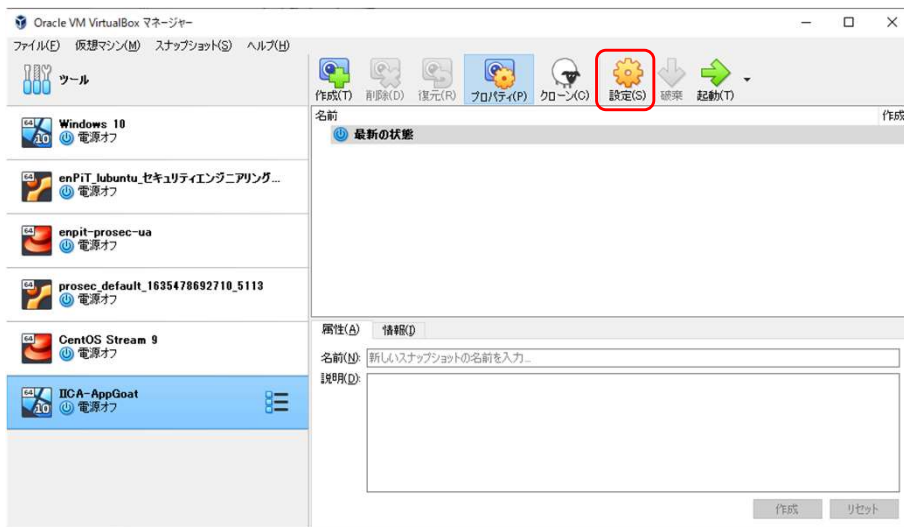 Oracle VM VirtualBox マネージャー
ファイル(F) 仮想マシン(M) スナップショット(S) ヘルプ(H)
ツール
作成(T) 削除(D) 復元(R) プロパティ(P) クローン(C) 設定(S) 破棄 起動(T)
名前 作成
最新の状態
64 Windows 10
10 電源オフ
64 enPiT_lubuntu_セキュリティエンジニアリング...
電源オフ
64 enpit-prosec-ua
電源オフ
64 prosec_default_1635478692710_5113
電源オフ
64 CentOS Stream 9
電源オフ
64 IICA-AppGoat
10 電源オフ
属性(A) 情報(I)
名前(N): 新しいスナップショットの名前を入力...
説明(D):
作成 リセット